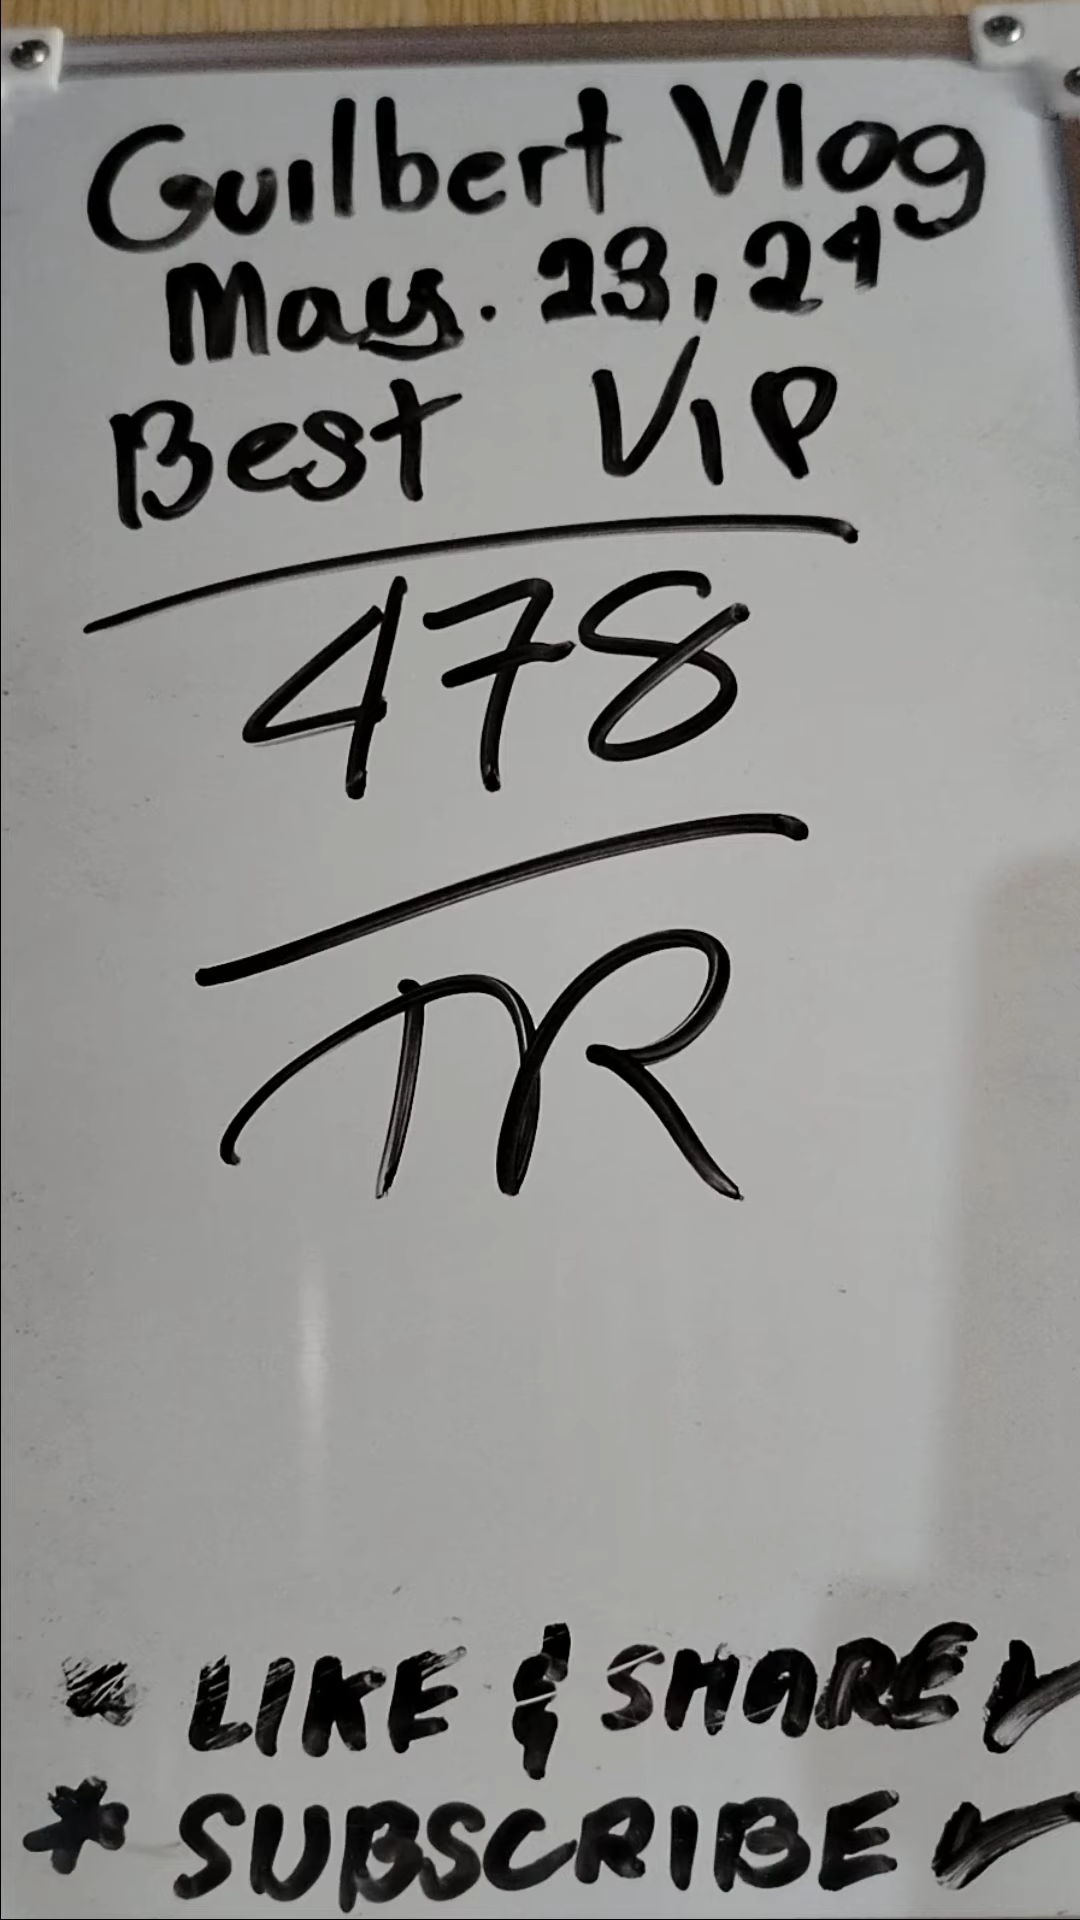 Guilbert Vlog
May. 23, 24
Best VIP
478
TR
* LIKE & SHARE ✓
* SUBSCRIBE ✓